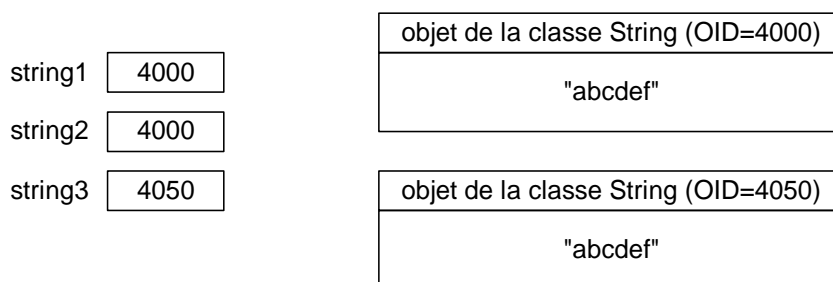 objet de la classe String (OID=4000)
string1 4000
"abcdef"
string2 4000
string3 4050
objet de la classe String (OID=4050)
"abcdef"